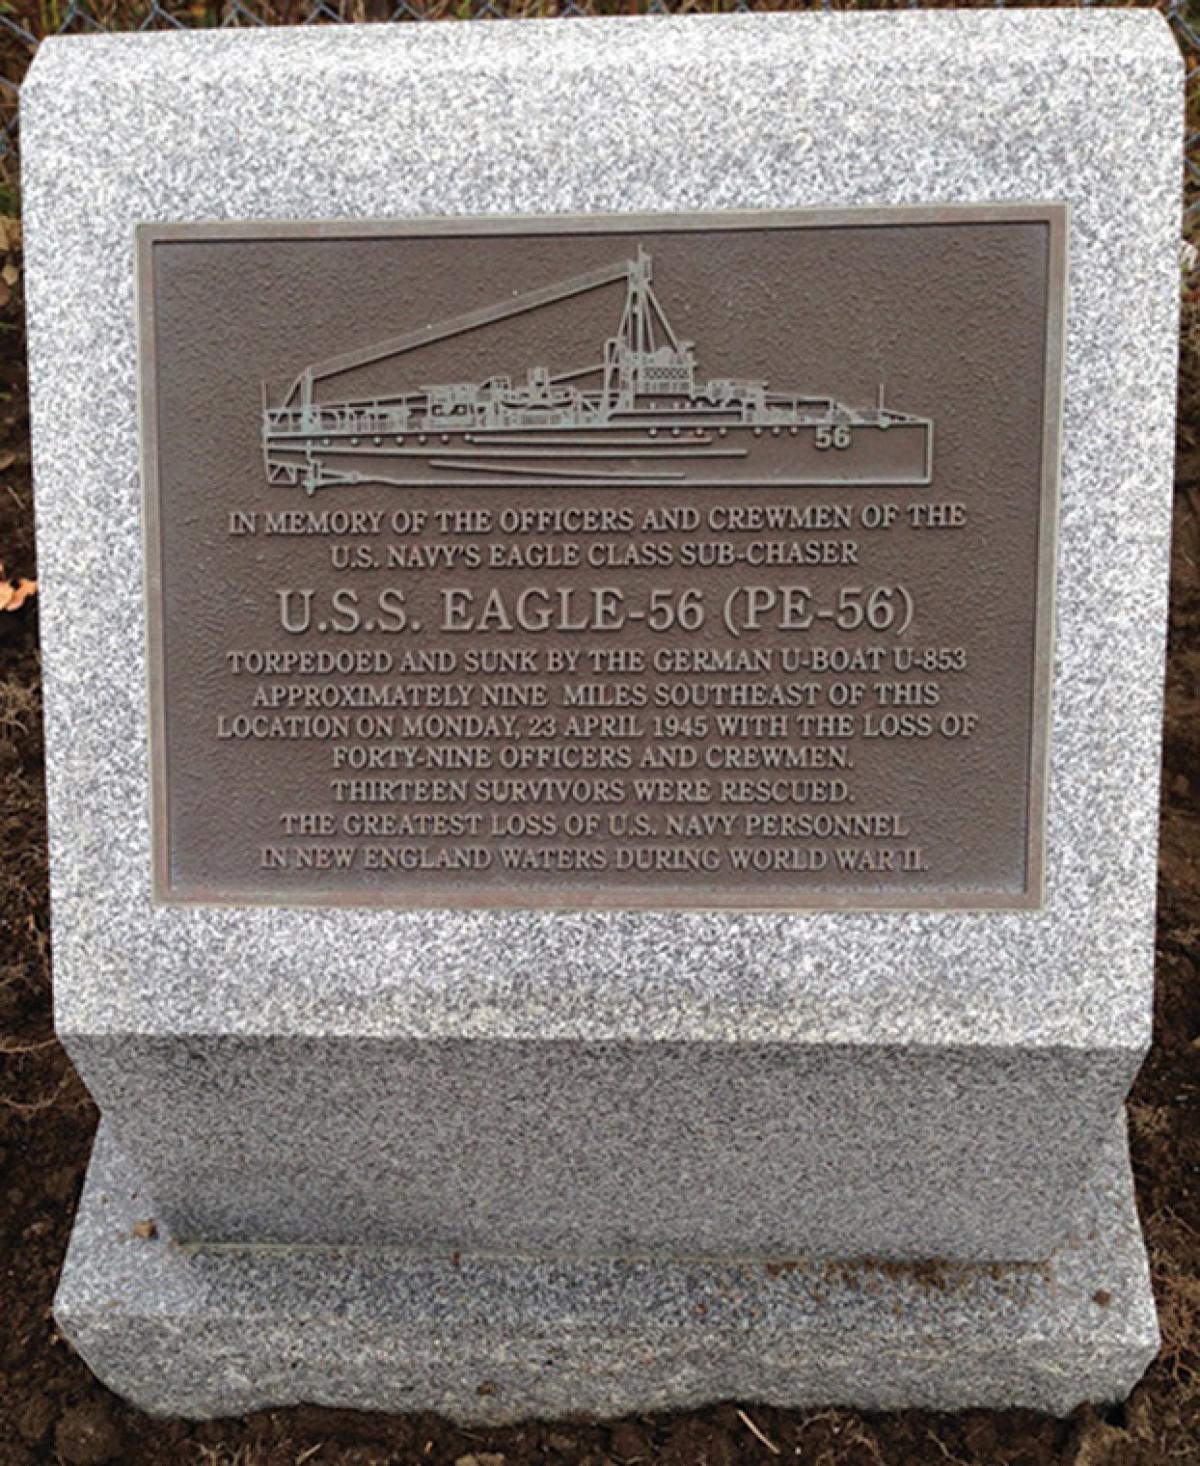 56
IN MEMORY OF THE OFFICERS AND CREWMEN OF THE
U.S. NAVY'S EAGLE CLASS SUB-CHASER
U.S.S. EAGLE-56 (PE-56)
TORPEDOED AND SUNK BY THE GERMAN U-BOAT U-853
APPROXIMATELY NINE MILES SOUTHEAST OF THIS
LOCATION ON MONDAY, 23 APRIL 1945 WITH THE LOSS OF
FORTY-NINE OFFICERS AND CREWMEN.
THIRTEEN SURVIVORS WERE RESCUED.
THE GREATEST LOSS OF U.S. NAVY PERSONNEL
IN NEW ENGLAND WATERS DURING WORLD WAR II.